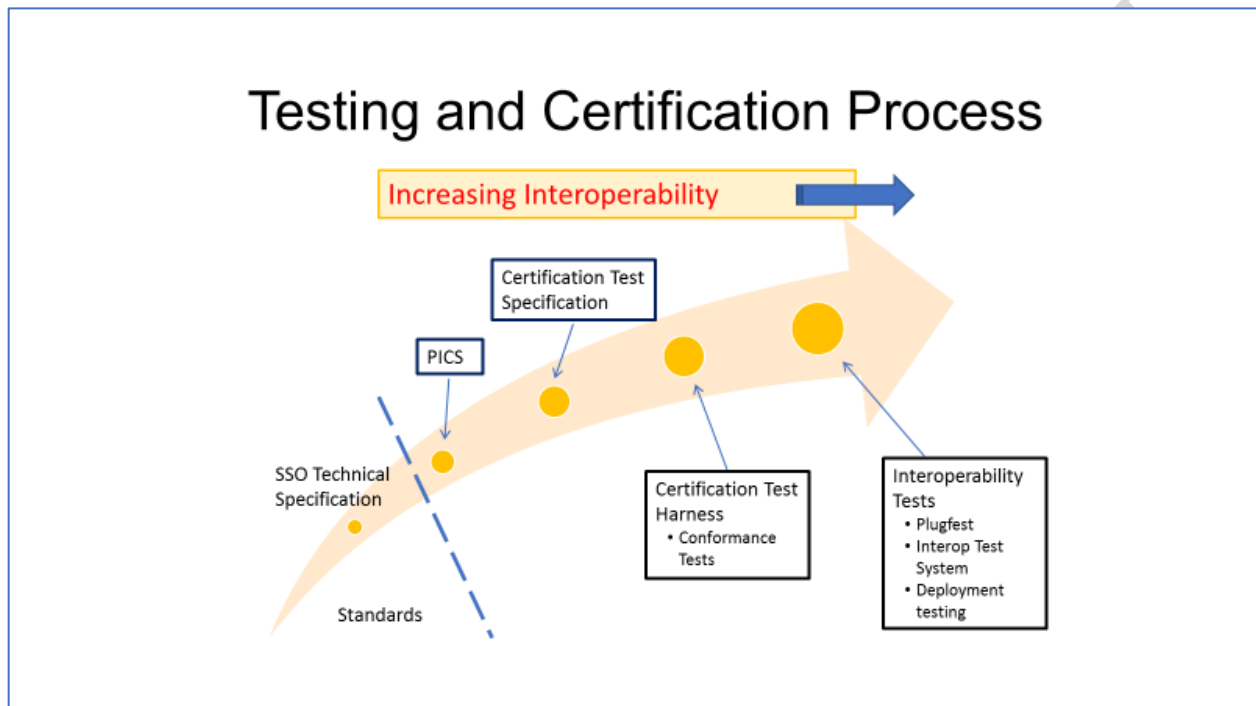 Testing and Certification Process
Increasing Interoperability
Certification Test
Specification
PICS
SSO Technical
Specification
Standards
Certification Test
Harness
• Conformance
Tests
Interoperability
Tests
• Plugfest
• Interop Test
System
• Deployment
testing